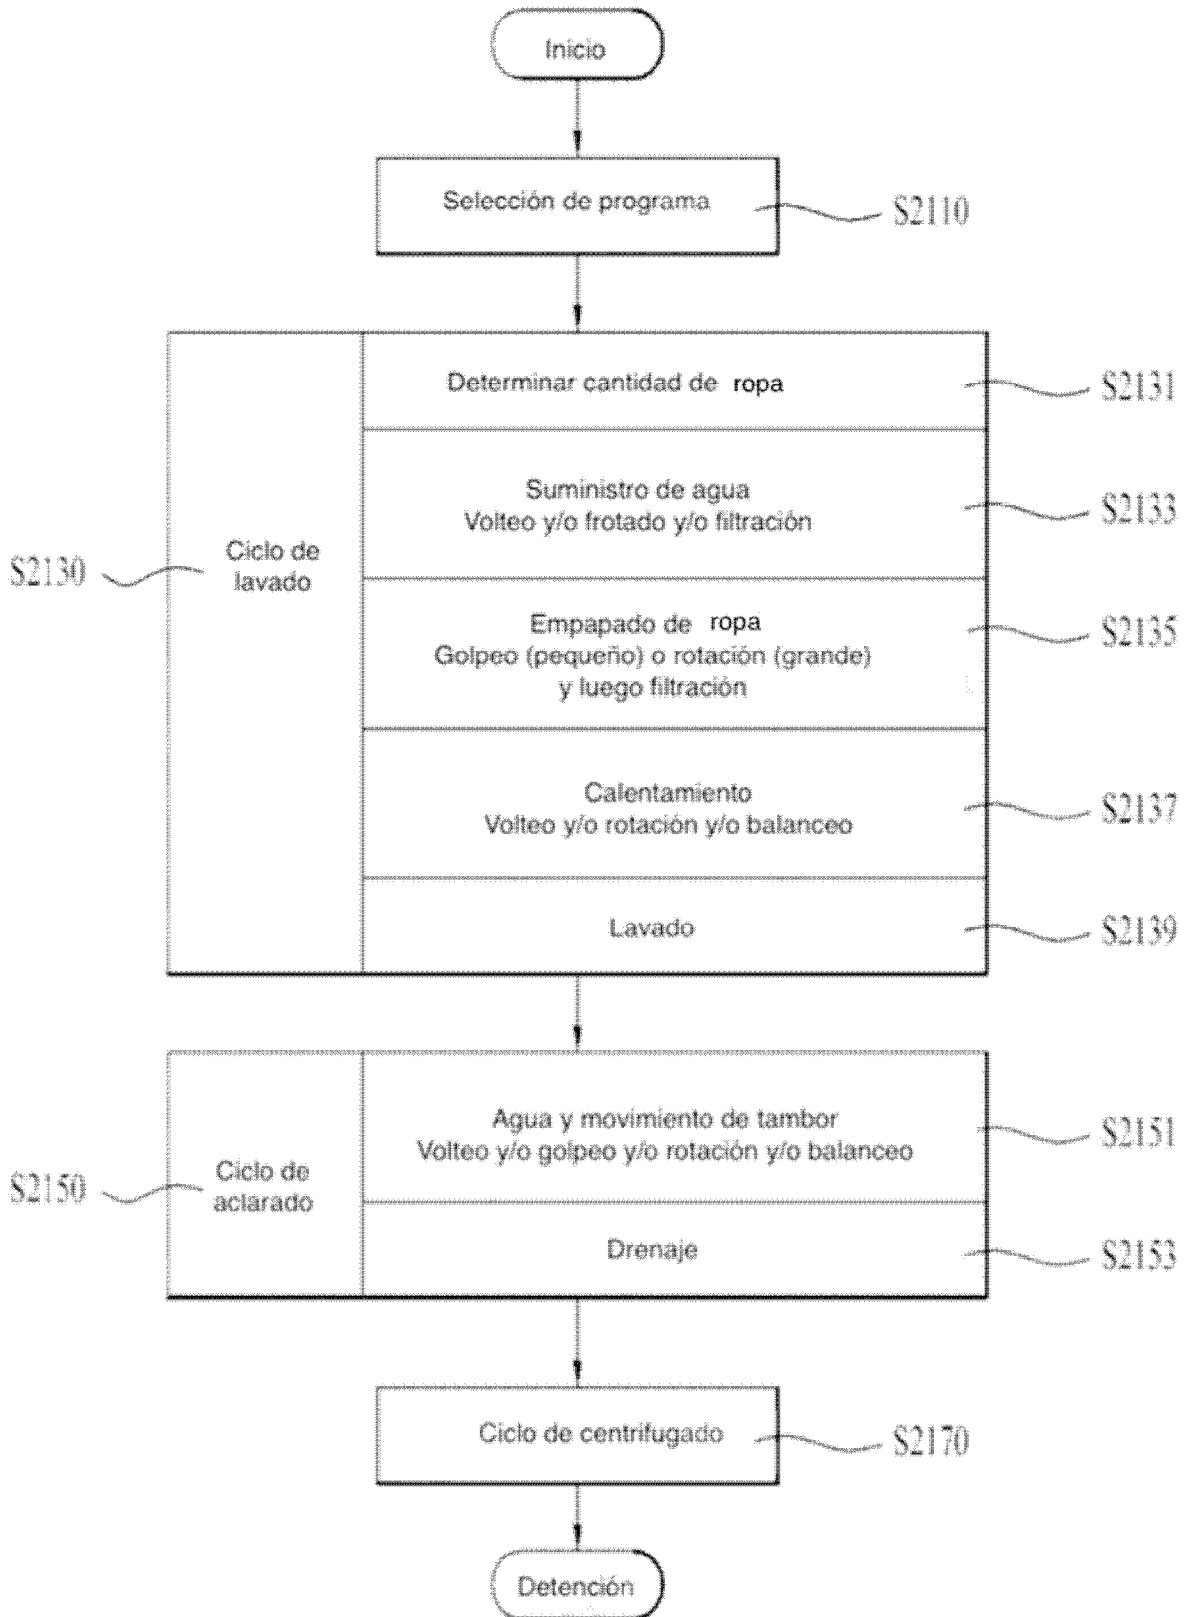 Inicio
Selección de programa
S2110
Determinar cantidad de ropa
S2131
Suministro de agua
Volteo y/o frotado y/o filtración
S2133
S2130
Ciclo de
lavado
Empapado de ropa
Golpeo (pequeño) o rotación (grande)
y luego filtración
S2135
Calentamiento
Volteo y/o rotación y/o balanceo
S2137
Lavado
S2139
Agua y movimiento de tambor
Volteo y/o golpeo y/o rotación y/o balanceo
S2151
S2150
Ciclo de
aclarado
Drenaje
S2153
Ciclo de centrifugado
S2170
Detención